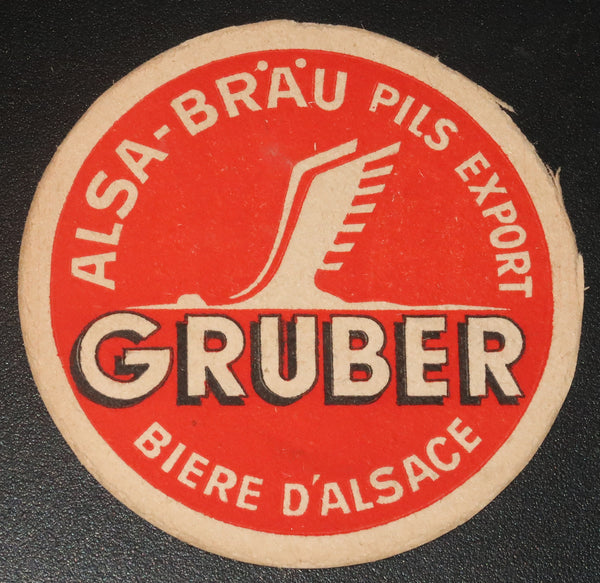 ALSA-BRÄU PILS EXPORT
GRUBER
BIERE D'ALSACE